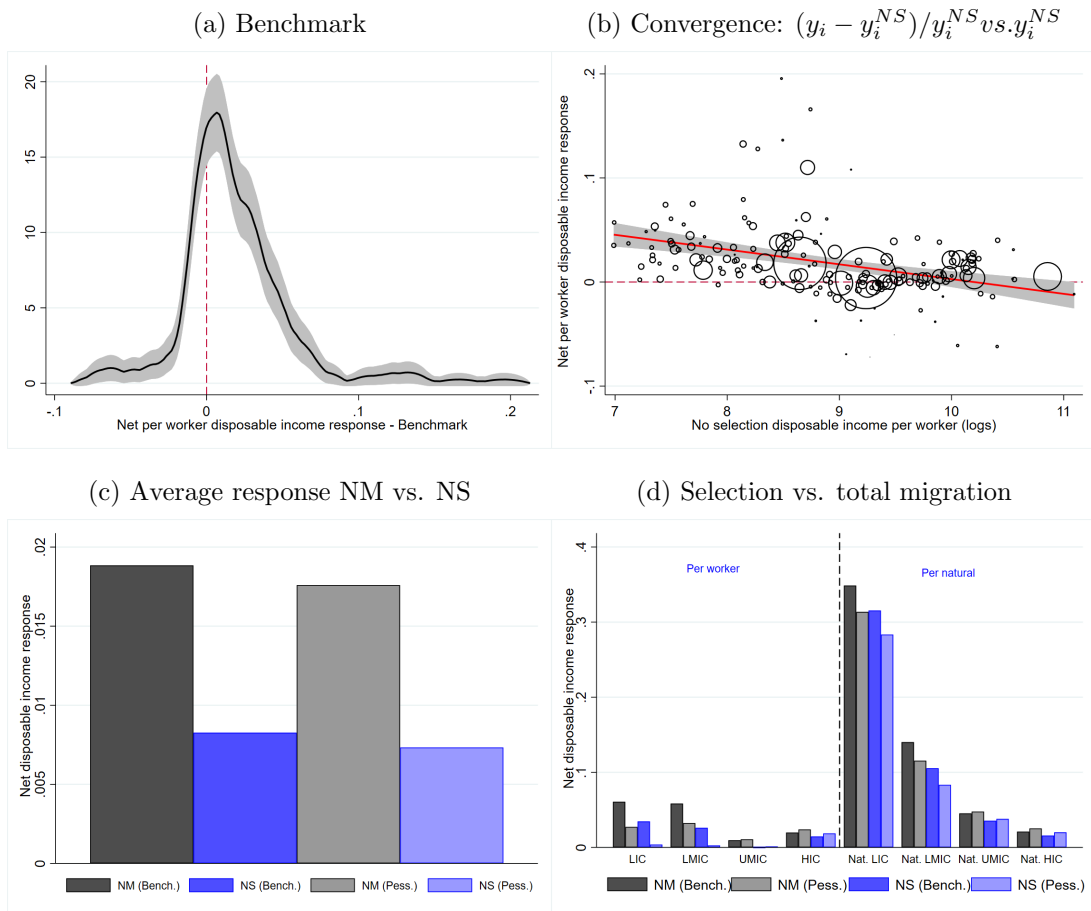 (a) Benchmark
(b) Convergence: (y_i − y_i^{NS})/y_i^{NS} vs. y_i^{NS}
20
15
10
5
0
-.1
0
.1
.2
Net per worker disposable income response - Benchmark
Net per worker disposable income response
.2
.1
0
-.1
7
8
9
10
11
No selection disposable income per worker (logs)
(c) Average response NM vs. NS
(d) Selection vs. total migration
Net disposable income response
.02
.015
.01
.005
0
NM (Bench.)
NS (Bench.)
NM (Pess.)
NS (Pess.)
Net disposable income response
.4
.3
.2
.1
0
Per worker
Per natural
LIC
LMIC
UMIC
HIC
Nat. LIC
Nat. LMIC
Nat. UMIC
Nat. HIC
NM (Bench.)
NM (Pess.)
NS (Bench.)
NS (Pess.)